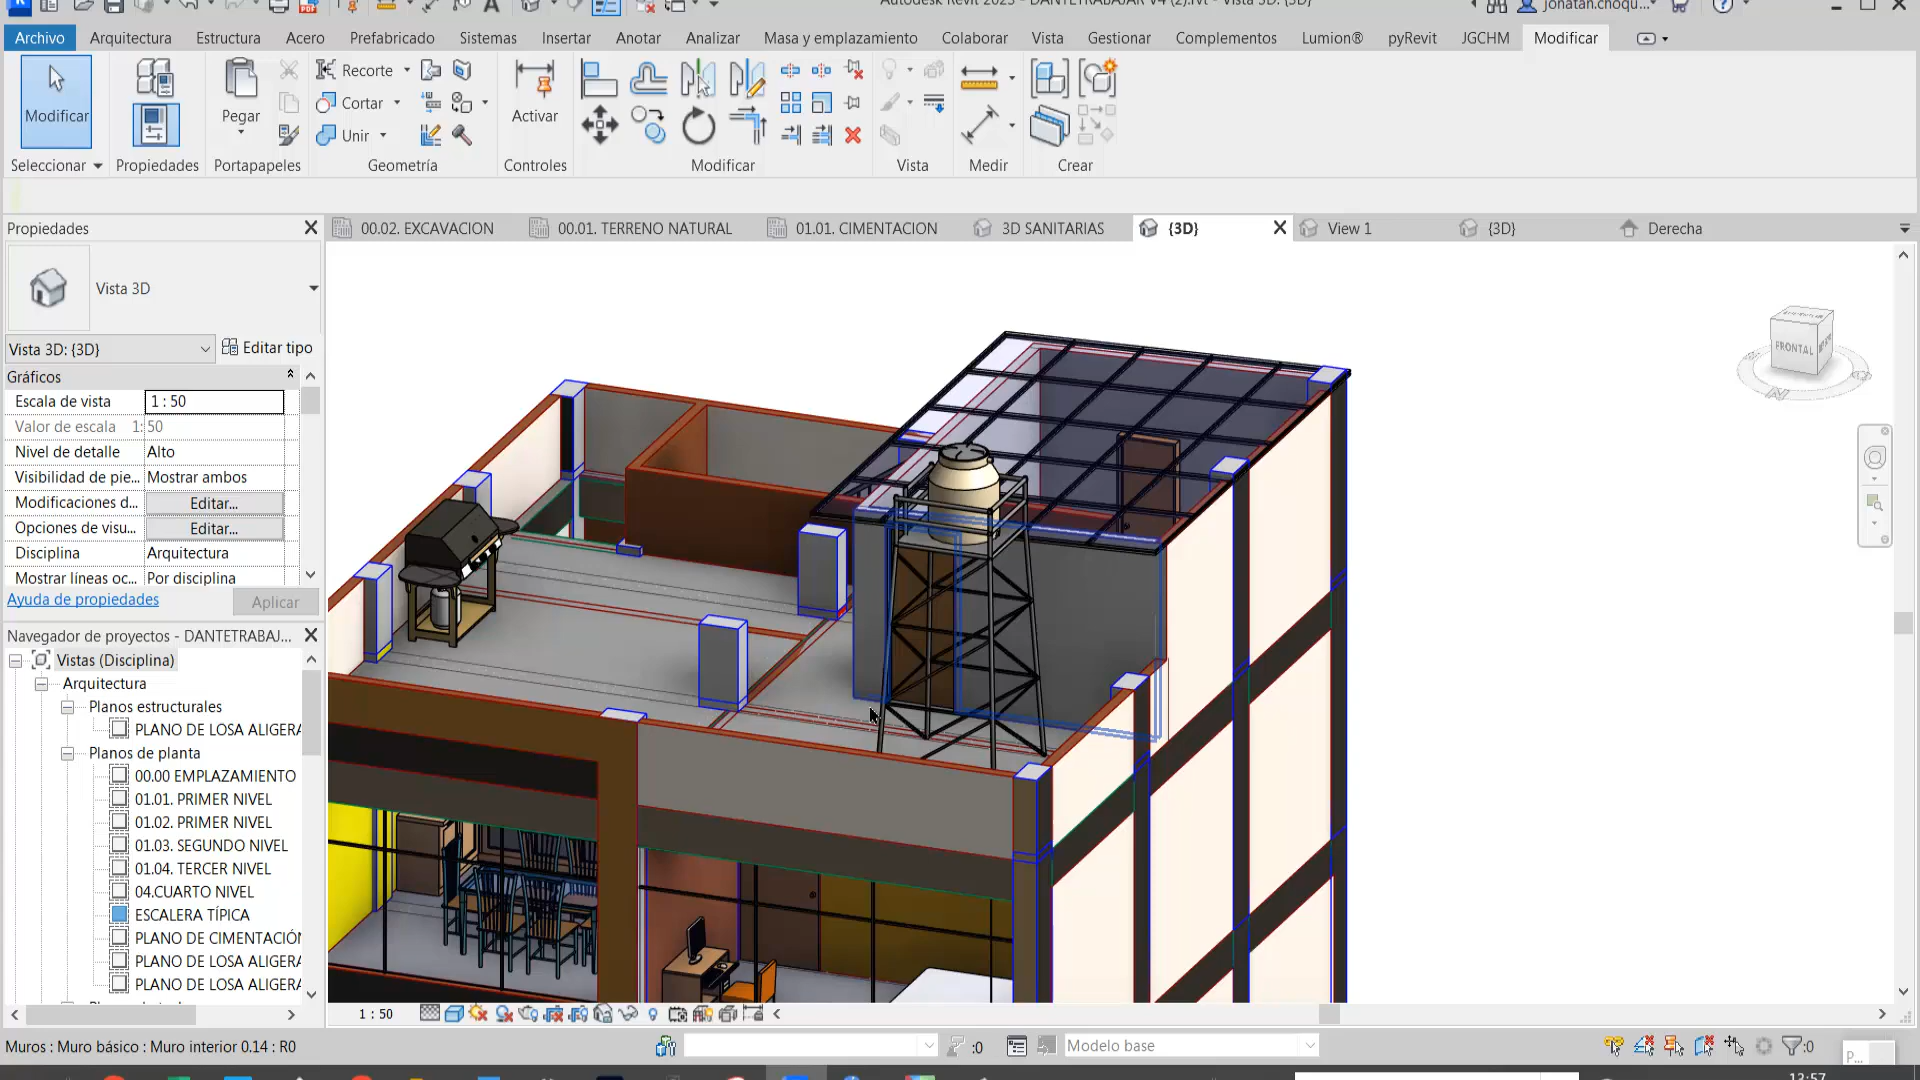 Autodesk Revit 2023 - DANTETRABAJAR V4 (2).rvt - Vista 3D: {3D}
jonatan.choqu...
Archivo
Arquitectura
Estructura
Acero
Prefabricado
Sistemas
Insertar
Anotar
Analizar
Masa y emplazamiento
Colaborar
Vista
Gestionar
Complementos
Lumion®
pyRevit
JGCHM
Modificar
Modificar
Pegar
Recorte
Cortar
Unir
Activar
Seleccionar
Propiedades
Portapapeles
Geometría
Controles
Modificar
Vista
Medir
Crear
Propiedades
00.02. EXCAVACION
00.01. TERRENO NATURAL
01.01. CIMENTACION
3D SANITARIAS
{3D}
View 1
{3D}
Derecha
Vista 3D
Vista 3D: {3D}
Editar tipo
Gráficos
Escala de vista
1 : 50
Valor de escala 1:
50
Nivel de detalle
Alto
Visibilidad de pie...
Mostrar ambos
Modificaciones d...
Editar...
Opciones de visu...
Editar...
Disciplina
Arquitectura
Mostrar líneas oc...
Por disciplina
Ayuda de propiedades
Aplicar
Navegador de proyectos - DANTETRABAJ...
Vistas (Disciplina)
Arquitectura
Planos estructurales
PLANO DE LOSA ALIGERA
Planos de planta
00.00 EMPLAZAMIENTO
01.01. PRIMER NIVEL
01.02. PRIMER NIVEL
01.03. SEGUNDO NIVEL
01.04. TERCER NIVEL
04.CUARTO NIVEL
ESCALERA TÍPICA
PLANO DE CIMENTACIÓN
PLANO DE LOSA ALIGERA
PLANO DE LOSA ALIGERA
FRONTAL
1 : 50
Muros : Muro básico : Muro interior 0.14 : R0
:0
Modelo base
:0
P...
12:57